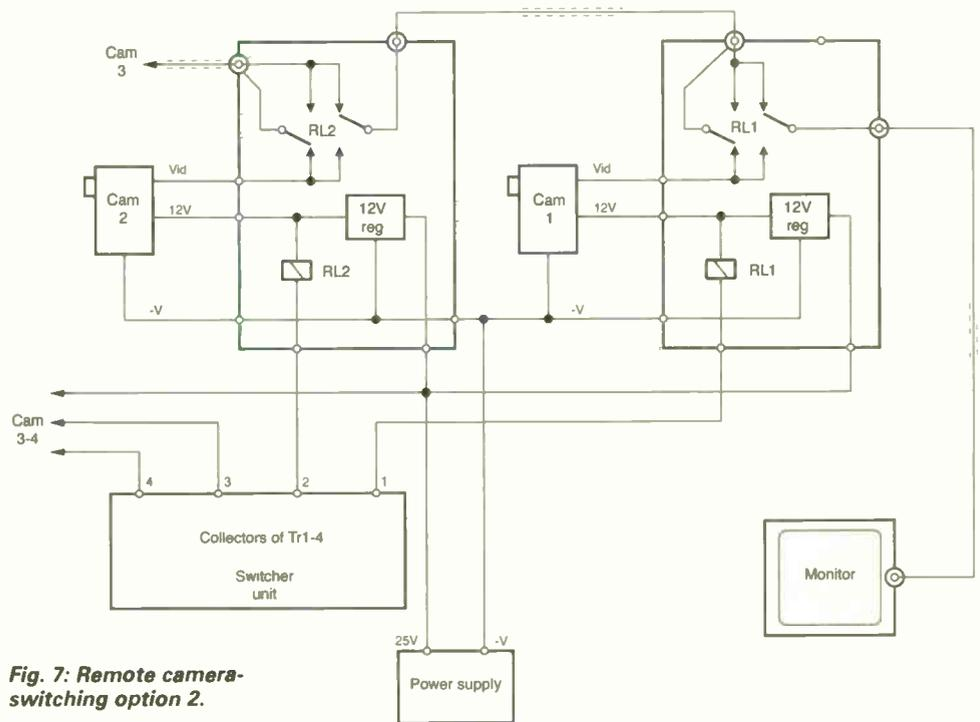 Cam
3
RL2
RL1
Vid
Vid
Cam
2
12V
12V
reg
Cam
1
12V
12V
reg
RL2
RL1
-V
-V
Cam
3-4
4
3
2
1
Collectors of Tr1-4
Switcher
unit
Monitor
25V
-V
Power supply
Fig. 7: Remote camera-
switching option 2.